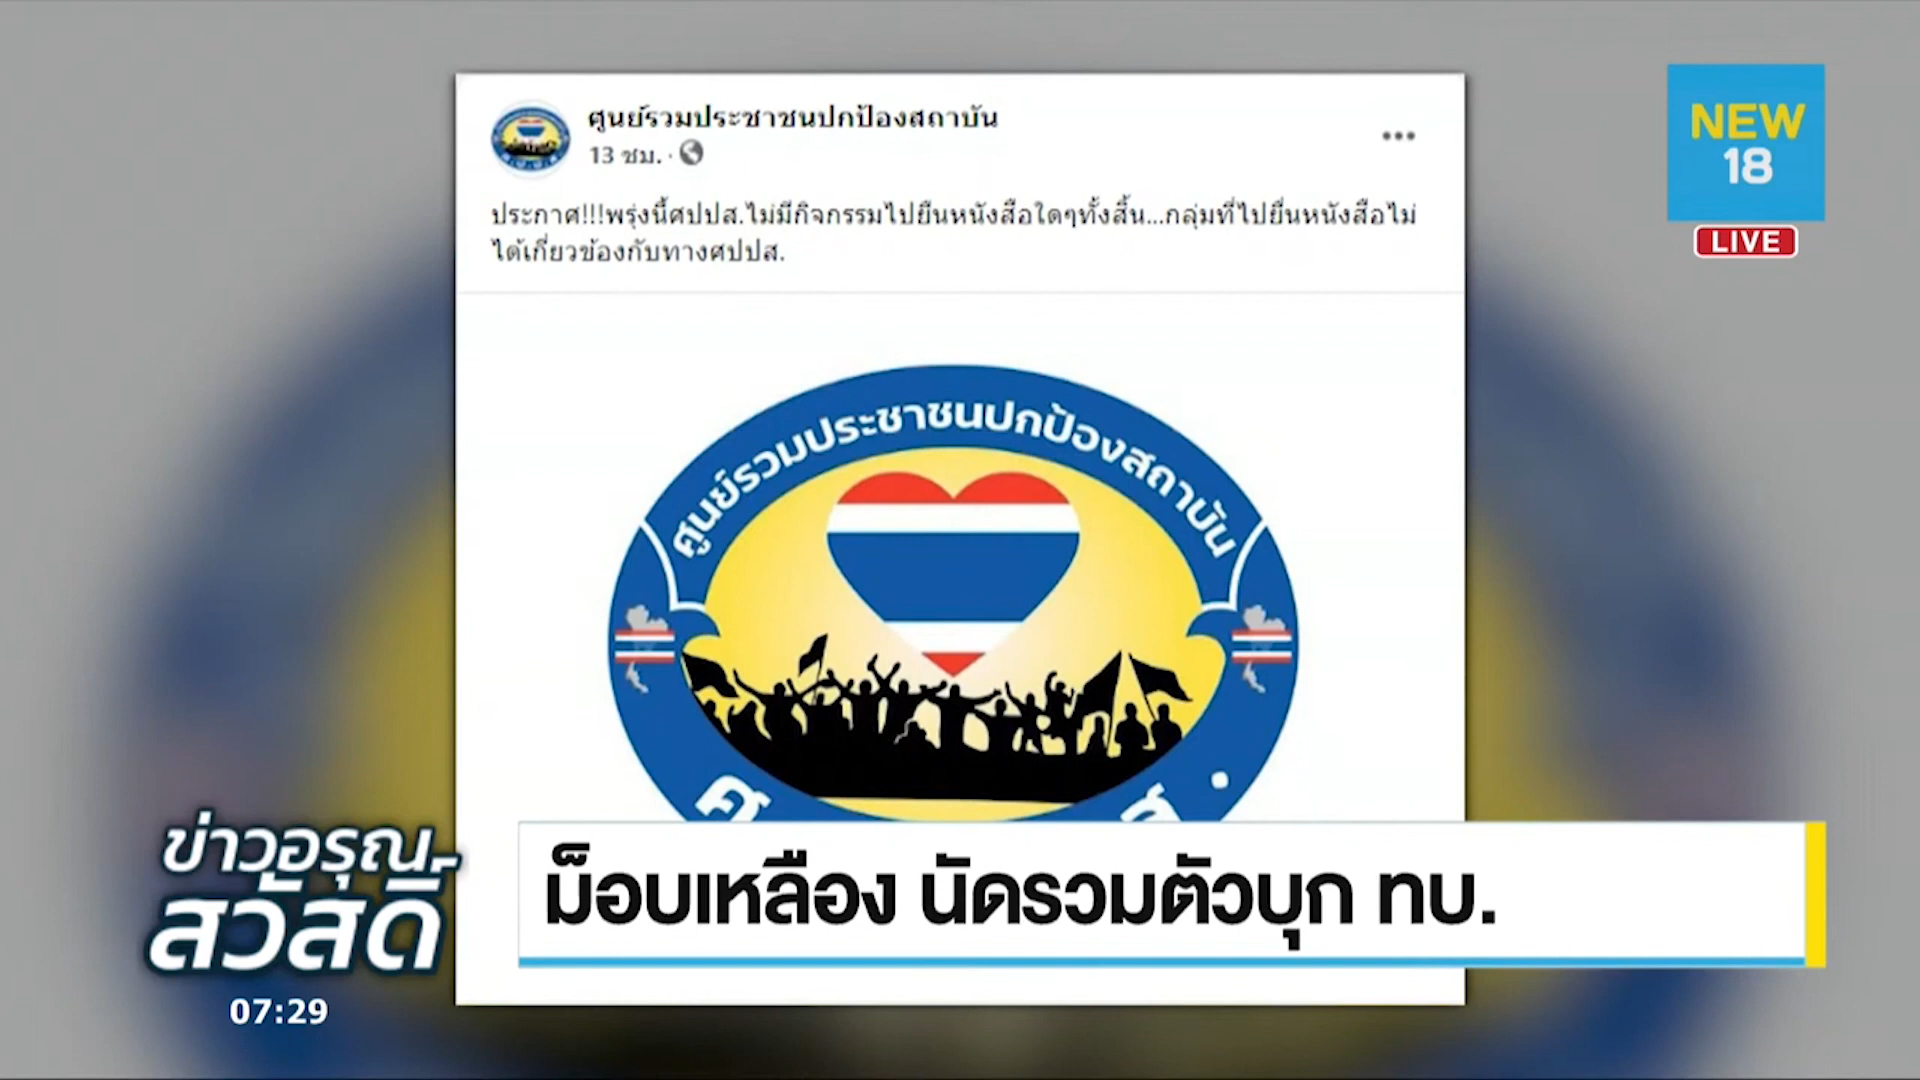 ศูนย์รวมประชาชนปกป้องสถาบัน
13 ชม. ·
ประกาศ!!!พรุ่งนี้ศปปส.ไม่มีกิจกรรมไปยืนหนังสือใดๆทั้งสิ้น...กลุ่มที่ไปยื่นหนังสือไม่
ได้เกี่ยวข้องกับทางศปปส.
NEW
18
LIVE
ศูนย์รวมประชาชนปกป้องสถาบัน
ข่าวอรุณ
สวัสดิ์
07:29
ม็อบเหลือง นัดรวมตัวบุก ทบ.